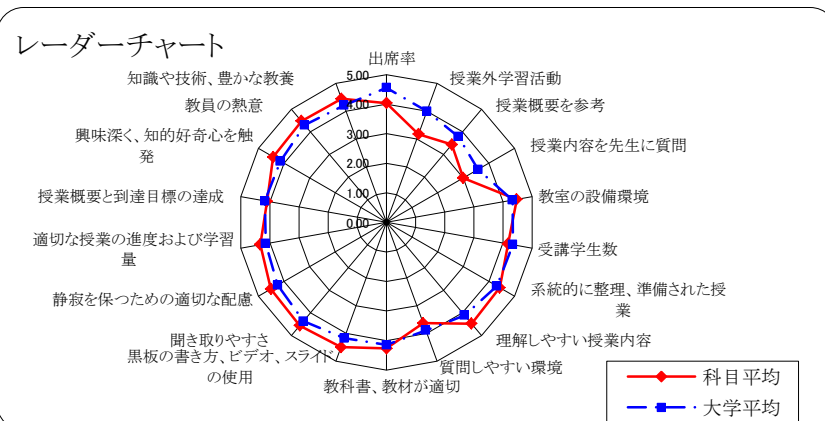 レーダーチャート
出席率
授業外学習活動
授業概要を参考
授業内容を先生に質問
教室の設備環境
受講学生数
系統的に整理、準備された授
業
理解しやすい授業内容
質問しやすい環境
教科書、教材が適切
黒板の書き方、ビデオ、スライド
の使用
聞き取りやすさ
静寂を保つための適切な配慮
適切な授業の進度および学習
量
授業概要と到達目標の達成
興味深く、知的好奇心を触
発
教員の熱意
知識や技術、豊かな教養
5.00
4.00
3.00
2.00
1.00
0.00
科目平均
大学平均